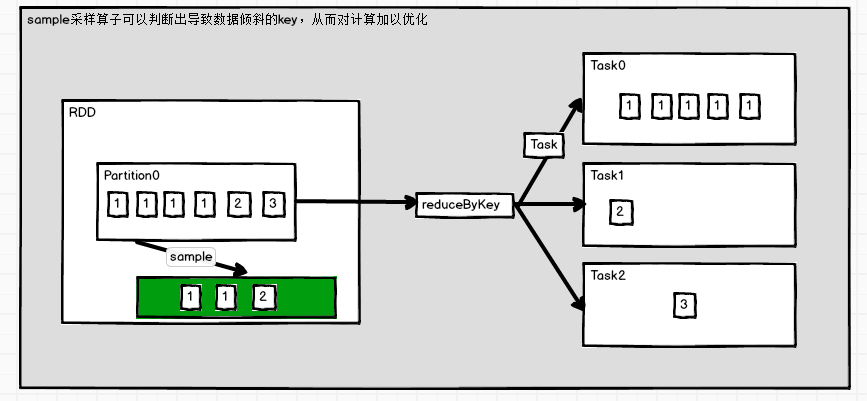 sample采样算子可以判断出导致数据倾斜的key，从而对计算加以优化
RDD
Partition0
1 1 1 1 2 3
sample
1 1 2
reduceByKey
Task
Task0
1 1 1 1 1
Task1
2
Task2
3